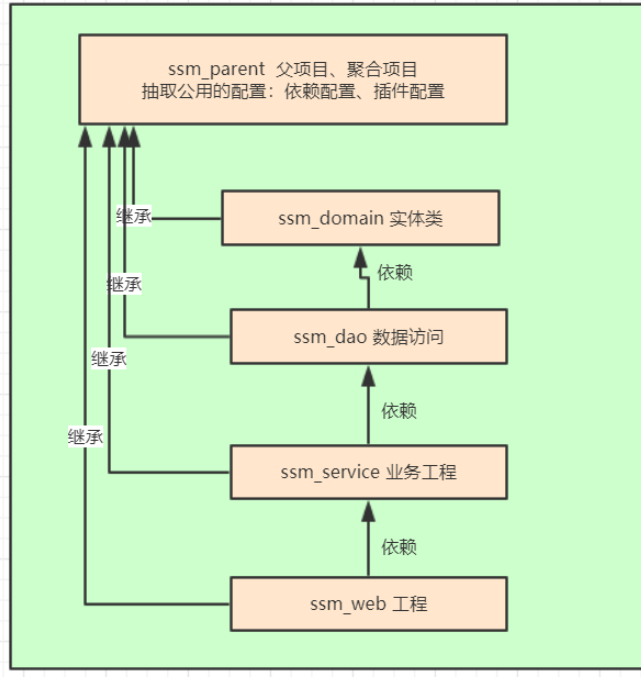 ssm_parent 父项目、聚合项目
抽取公用的配置：依赖配置、插件配置
继承
ssm_domain 实体类
依赖
继承
ssm_dao 数据访问
继承
依赖
继承
ssm_service 业务工程
依赖
ssm_web 工程